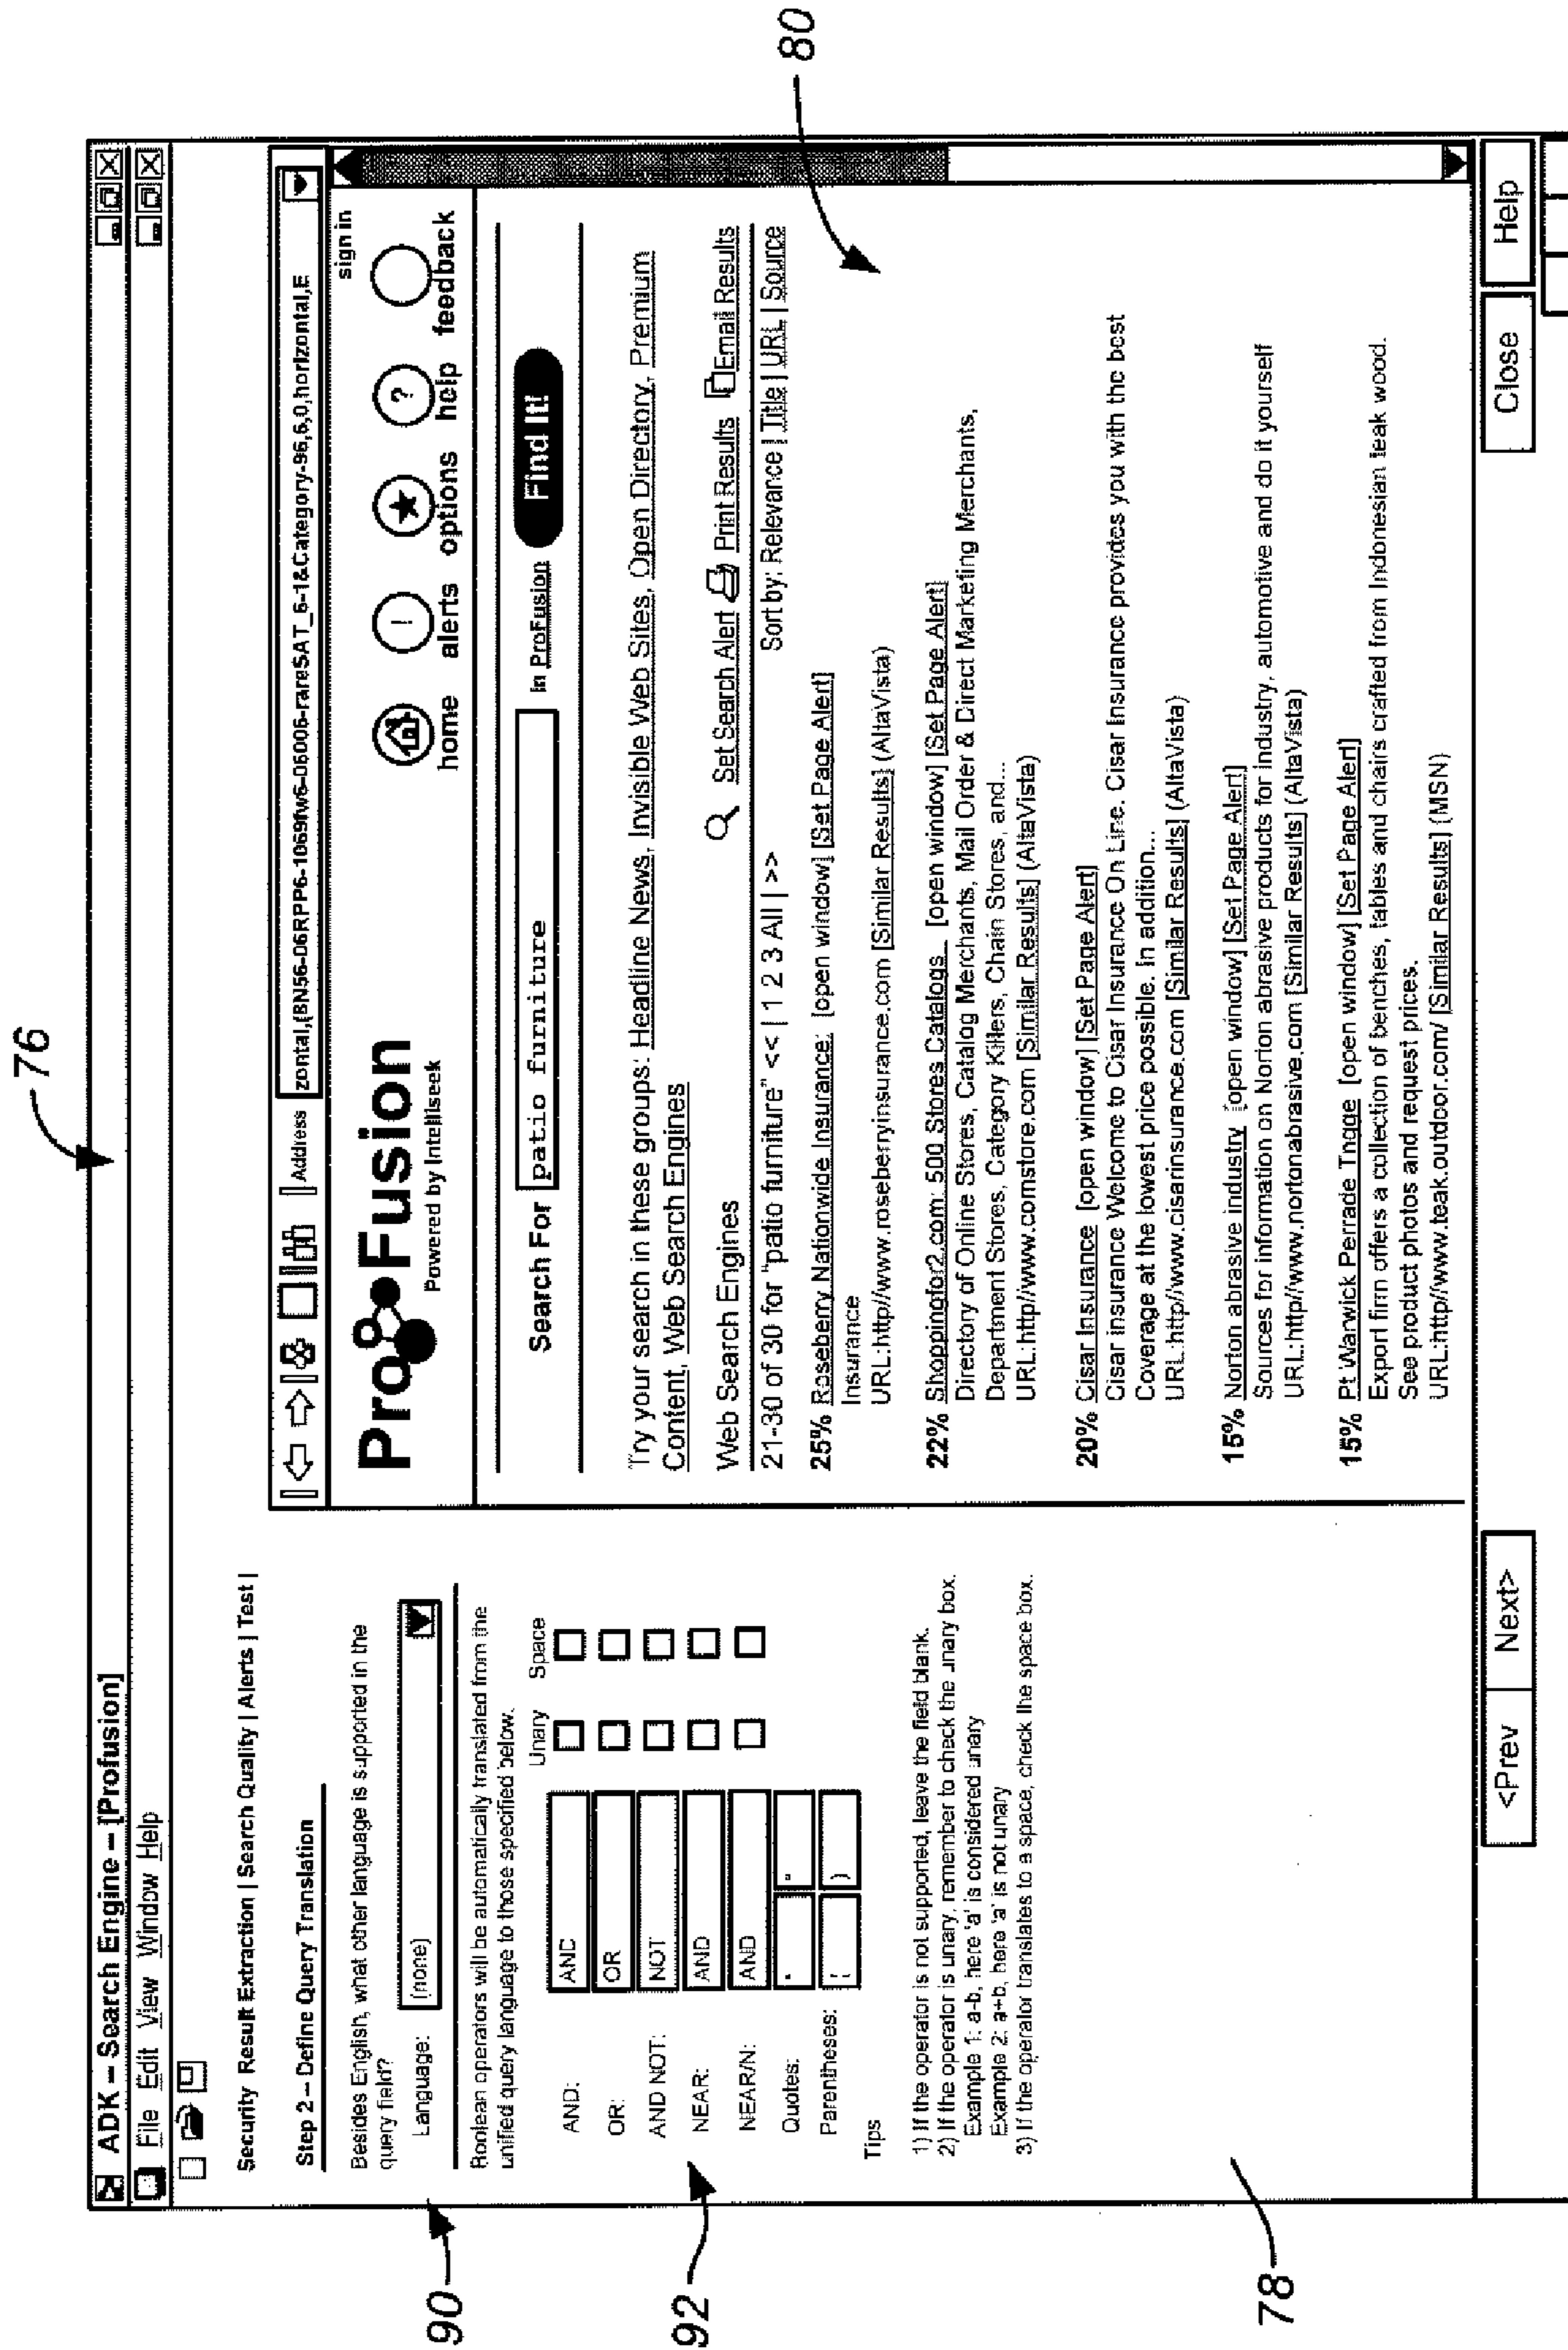 76
ADK – Search Engine – [Profusion]
File Edit View Window Help
Security Result Extraction | Search Quality | Alerts | Test |
Step 2 – Define Query Translation
Besides English, what other language is supported in the
query field?
Language: (none)
Boolean operators will be automatically translated from the
unified query language to those specified below.
Unary Space
AND: AND
OR: OR
AND NOT: NOT
NEAR: AND
NEAR/N: AND
Quotes: " "
Parentheses: ( )
Tips
1) If the operator is not supported, leave the field blank.
2) If the operator is unary, remember to check the unary box.
Example 1: a-b, here 'a' is considered unary
Example 2: a+b, here 'a' is not unary
3) If the operator translates to a space, check the space box.
90
92
78
Address zontal,(BN56-D6RPP6-1069fw6-D6006-rareSAT_6-1&Category-96,6,0,horizontal,E
sign in
ProFusion
Powered by Intelliseek
home alerts options help feedback
! ?
Search For patio furniture in ProFusion Find It!
Try your search in these groups: Headline News, Invisible Web Sites, Open Directory, Premium
Content, Web Search Engines
Web Search Engines Set Search Alert Print Results Email Results
21-30 of 30 for "patio furniture" << | 1 2 3 All | >> Sort by: Relevance | Title | URL | Source
25% Roseberry Nationwide Insurance: [open window] [Set Page Alert]
Insurance
URL:http//www.roseberryinsurance.com [Similar Results] (AltaVista)
22% Shoppingfor2.com: 500 Stores Catalogs... [open window] [Set Page Alert]
Directory of Online Stores, Catalog Merchants, Mail Order & Direct Marketing Merchants,
Department Stores, Category Killers, Chain Stores, and...
URL:http//www.comstore.com [Similar Results] (AltaVista)
20% Cisar Insurance [open window] [Set Page Alert]
Cisar insurance Welcome to Cisar Insurance On Line. Cisar Insurance provides you with the best
Coverage at the lowest price possible. In addition...
URL:http//www.cisarinsurance.com [Similar Results] (AltaVista)
15% Norton abrasive industry [open window] [Set Page Alert]
Sources for information on Norton abrasive products for industry, automotive and do it yourself
URL:http//www.nortonabrasive.com [Similar Results] (AltaVista)
15% Pt Warwick Perrade Tngge [open window] [Set Page Alert]
Export firm offers a collection of benches, tables and chairs crafted from Indonesian teak wood.
See product photos and request prices.
URL:http//www.teak.outdoor.com/ [Similar Results] (MSN)
80
<Prev Next> Close Help